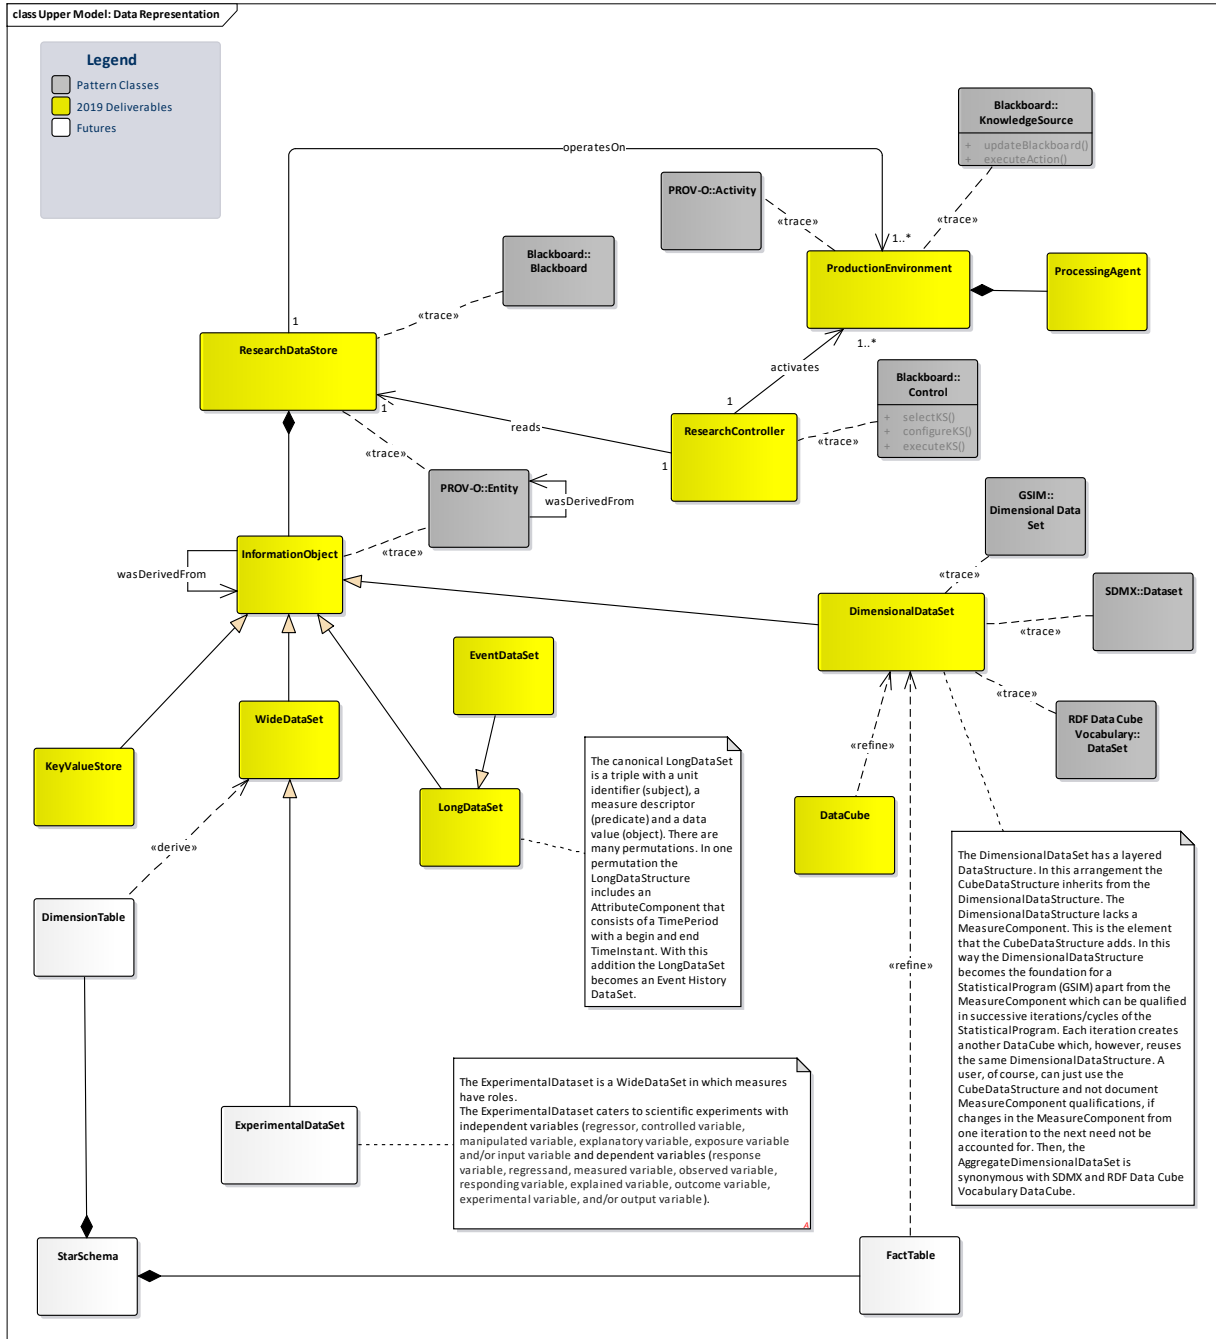 class Upper Model: Data Representation
Legend
Pattern Classes
2019 Deliverables
Futures
Blackboard::
KnowledgeSource
+ updateBlackboard()
+ executeAction()
operatesOn
PROV-O::Activity
«trace»
«trace»
1..*
Blackboard::
Blackboard
ProductionEnvironment
ProcessingAgent
«trace»
1
ResearchDataStore
1..*
activates
Blackboard::
Control
+ selectKS()
+ configureKS()
+ executeKS()
1
1
reads
ResearchController
«trace»
1
«trace»
PROV-O::Entity
wasDerivedFrom
GSIM::
Dimensional Data
Set
InformationObject
«trace»
wasDerivedFrom
«trace»
SDMX::Dataset
DimensionalDataSet
«trace»
EventDataSet
«trace»
WideDataSet
RDF Data Cube
Vocabulary::
DataSet
KeyValueStore
«refine»
LongDataSet
DataCube
The canonical LongDataSet
is a triple with a unit
identifier (subject), a
measure descriptor
(predicate) and a data
value (object). There are
many permutations. In one
permutation the
LongDataStructure
includes an
AttributeComponent that
consists of a TimePeriod
with a begin and end
TimeInstant. With this
addition the LongDataSet
becomes an Event History
DataSet.
«derive»
DimensionTable
«refine»
The DimensionalDataSet has a layered
DataStructure. In this arrangement the
CubeDataStructure inherits from the
DimensionalDataStructure. The
DimensionalDataStructure lacks a
MeasureComponent. This is the element
that the CubeDataStructure adds. In this
way the DimensionalDataStructure
becomes the foundation for a
StatisticalProgram (GSIM) apart from the
MeasureComponent which can be qualified
in successive iterations/cycles of the
StatisticalProgram. Each iteration creates
another DataCube which, however, reuses
the same DimensionalDataStructure. A
user, of course, can just use the
CubeDataStructure and not document
MeasureComponent qualifications, if
changes in the MeasureComponent from
one iteration to the next need not be
accounted for. Then, the
AggregateDimensionalDataSet is
synonymous with SDMX and RDF Data Cube
Vocabulary DataCube.
The ExperimentalDataset is a WideDataSet in which measures
have roles.
The ExperimentalDataset caters to scientific experiments with
independent variables (regressor, controlled variable,
manipulated variable, explanatory variable, exposure variable
and/or input variable and dependent variables (response
variable, regressand, measured variable, observed variable,
responding variable, explained variable, outcome variable,
experimental variable, and/or output variable).
A
ExperimentalDataSet
StarSchema
FactTable